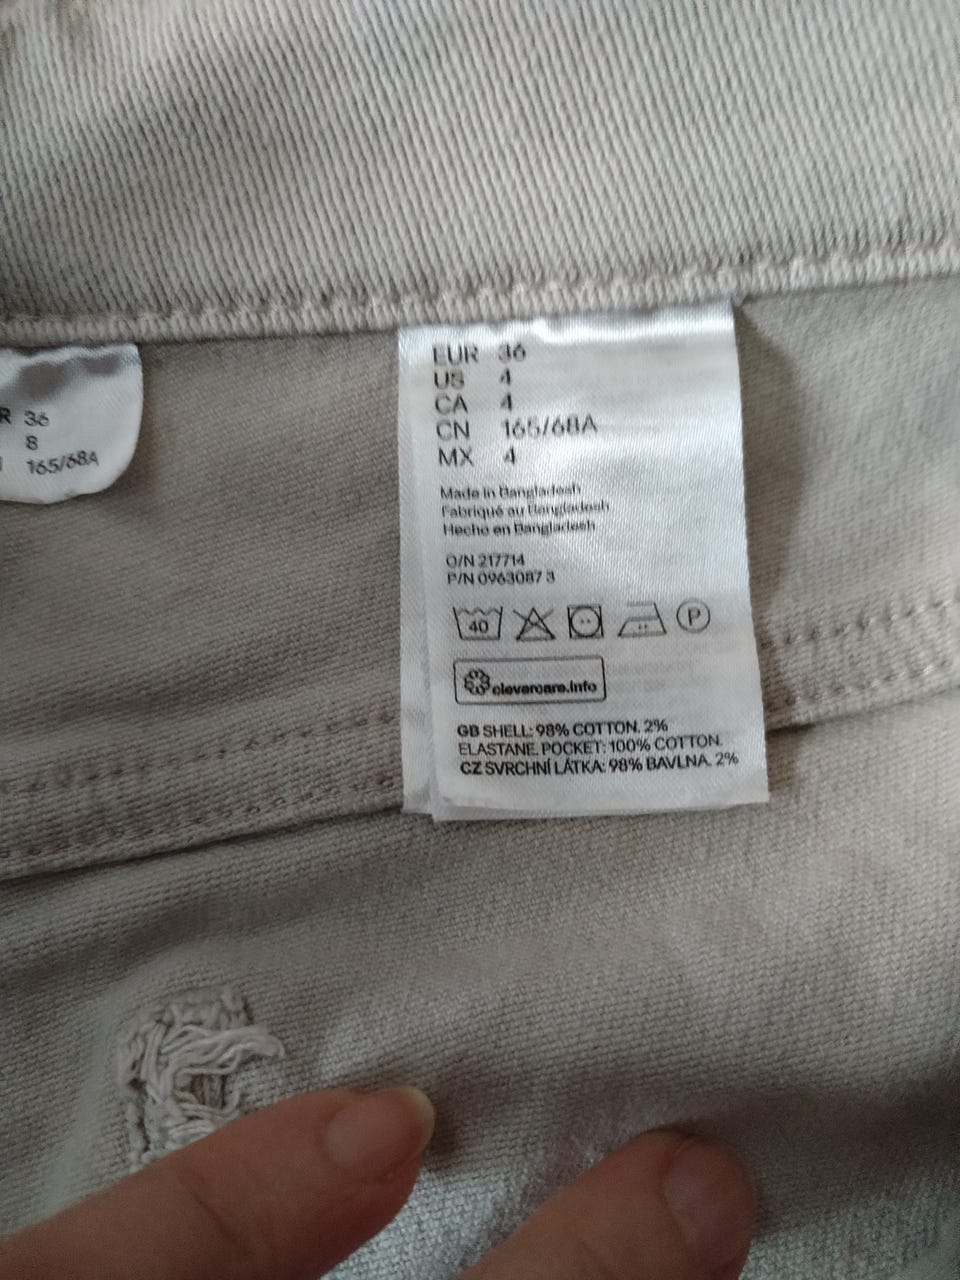 R 36
8
165/68A
EUR 36
US 4
CA 4
CN 165/68A
MX 4
Made in Bangladesh
Fabriqué au Bangladesh
Hecho en Bangladesh
O/N 217714
P/N 0963087 3
40
P
clevercare.info
GB SHELL: 98% COTTON. 2%
ELASTANE. POCKET: 100% COTTON.
CZ SVRCHNÍ LÁTKA: 98% BAVLNA. 2%